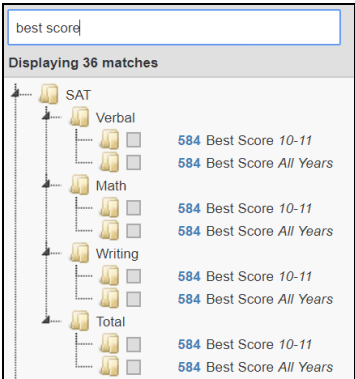 best score
Displaying 36 matches
SAT
Verbal
584 Best Score 10-11
584 Best Score All Years
Math
584 Best Score 10-11
584 Best Score All Years
Writing
584 Best Score 10-11
584 Best Score All Years
Total
584 Best Score 10-11
584 Best Score All Years